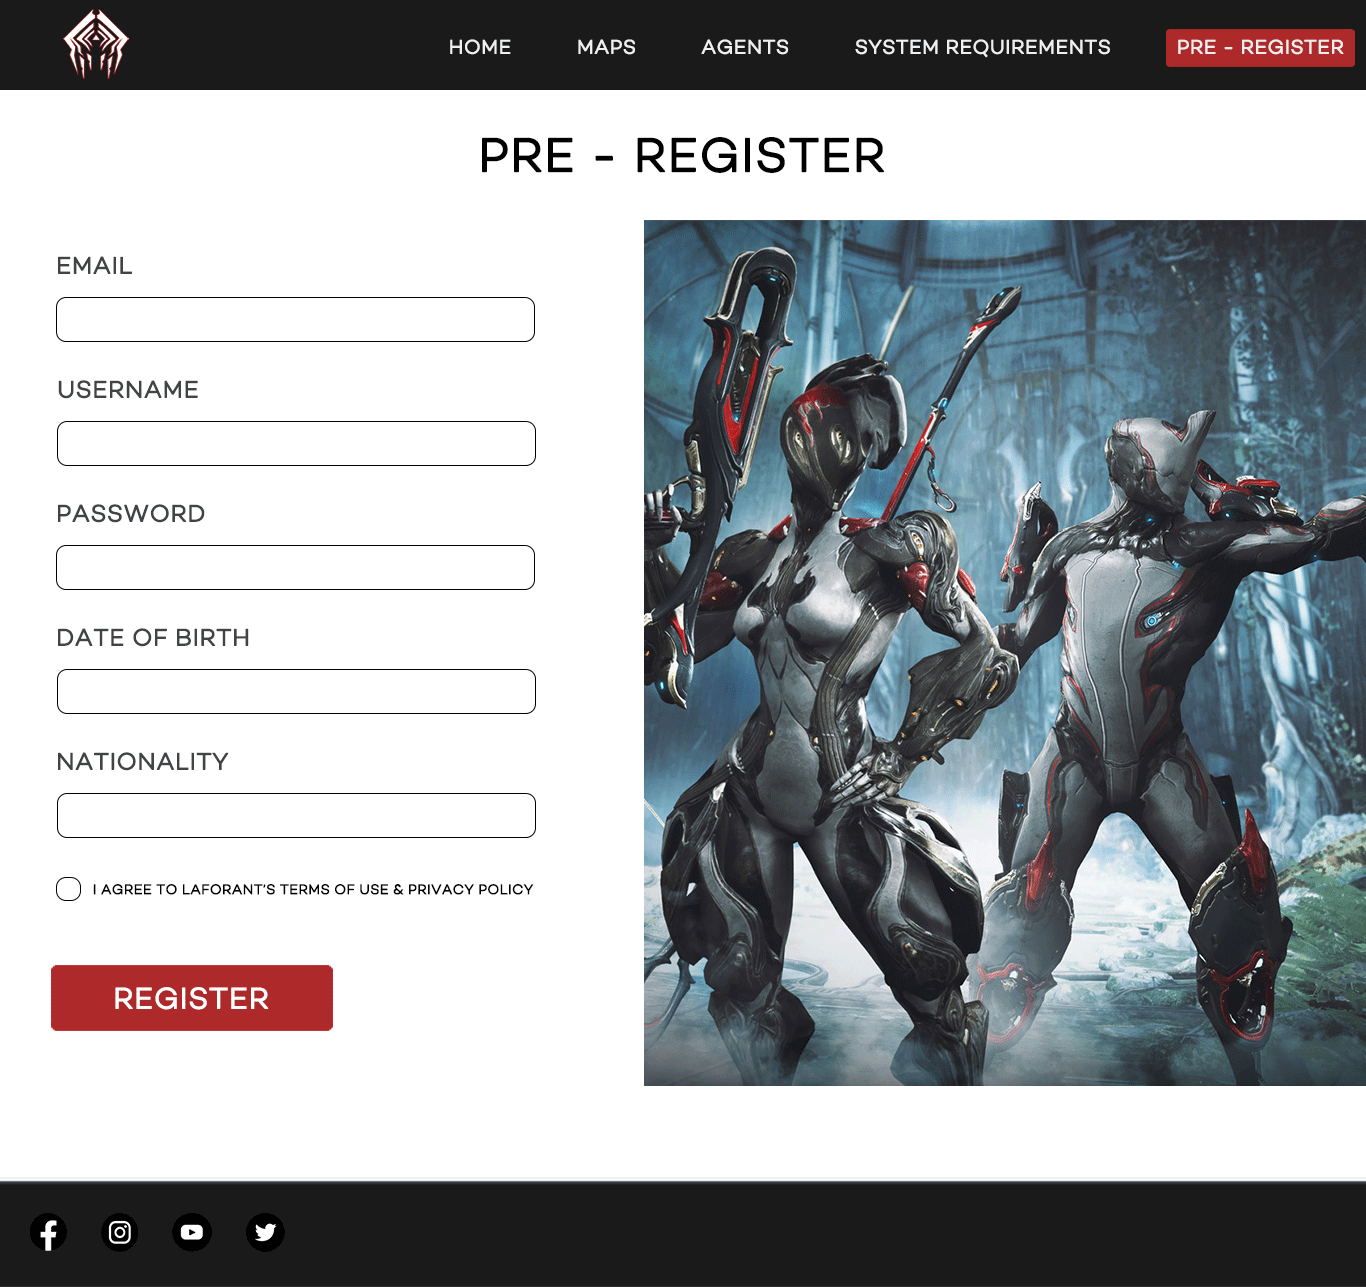 HOME
MAPS
AGENTS
SYSTEM REQUIREMENTS
PRE - REGISTER
PRE - REGISTER
EMAIL
USERNAME
PASSWORD
DATE OF BIRTH
NATIONALITY
I AGREE TO LAFORANT'S TERMS OF USE & PRIVACY POLICY
REGISTER